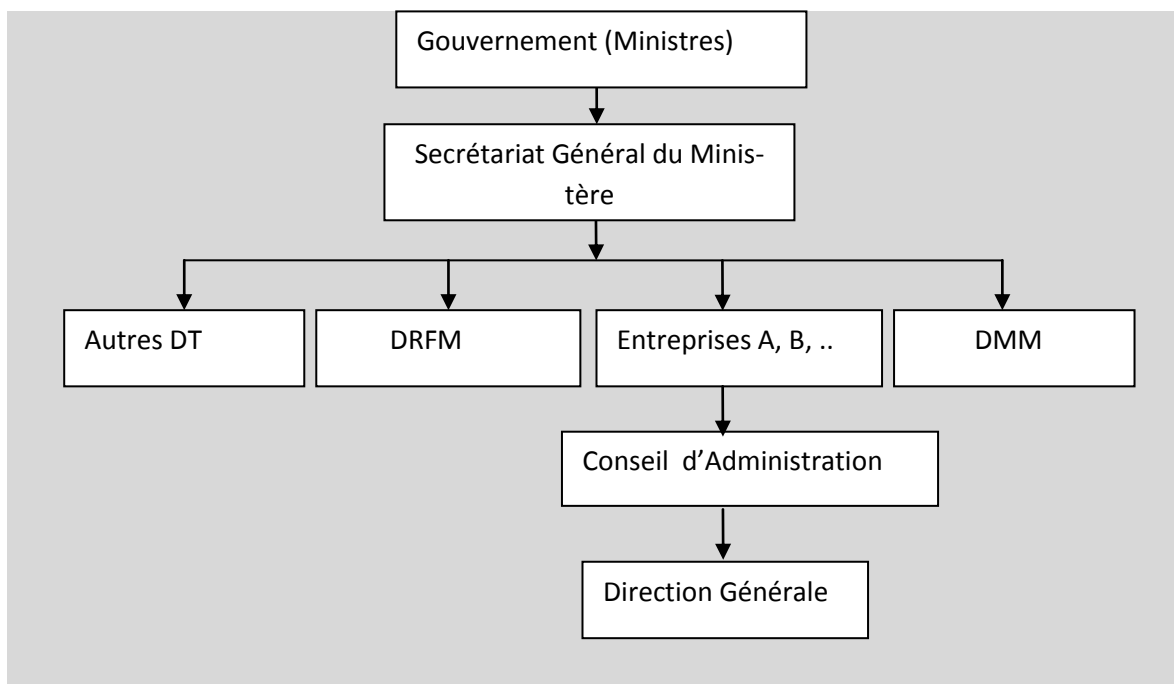 Gouvernement (Ministres)
Secrétariat Général du Minis-
tère
Autres DT
DRFM
Entreprises A, B, ..
DMM
Conseil  d’Administration
Direction Générale